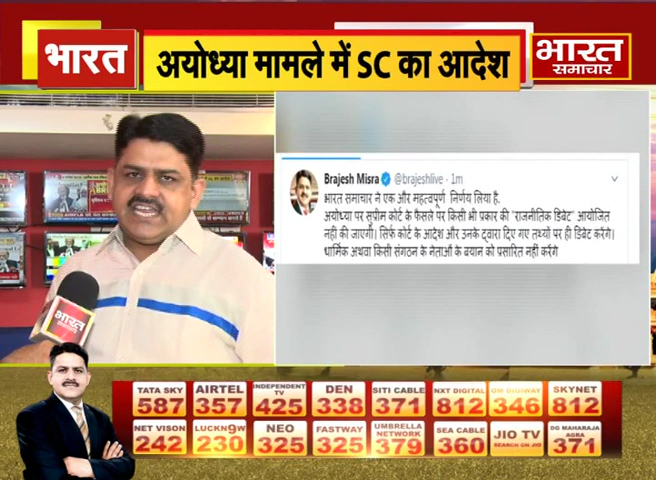 भारत
अयोध्या मामले में SC का आदेश
भारत
समाचार
Brajesh Misra @brajeshlive · 1m
भारत समाचार ने एक और महत्वपूर्ण निर्णय लिया है.
अयोध्या पर सुप्रीम कोर्ट के फैसले पर किसी भी प्रकार की "राजनीतिक डिबेट" आयोजित
नही की जाएगी। सिर्फ कोर्ट के आदेश और उनके द्वारा दिए गए तथ्यों पर ही डिबेट करेंगे।
धार्मिक अथवा किसी संगठन के नेताओं के बयान को प्रसारित नहीं करेंगे
भारत
समाचार
TATA SKY AIRTEL INDEPENDENT TV DEN SITI CABLE NXT DIGITAL OM DIGIWAY SKYNET
587 357 425 338 371 812 346 812
NET VISON LUCKN9W NEO FASTWAY UMBRELLA NETWORK SEA CABLE JIO TV DG MAHARAJA AGRA
242 230 325 325 379 360 SEARCH ON JIO 371